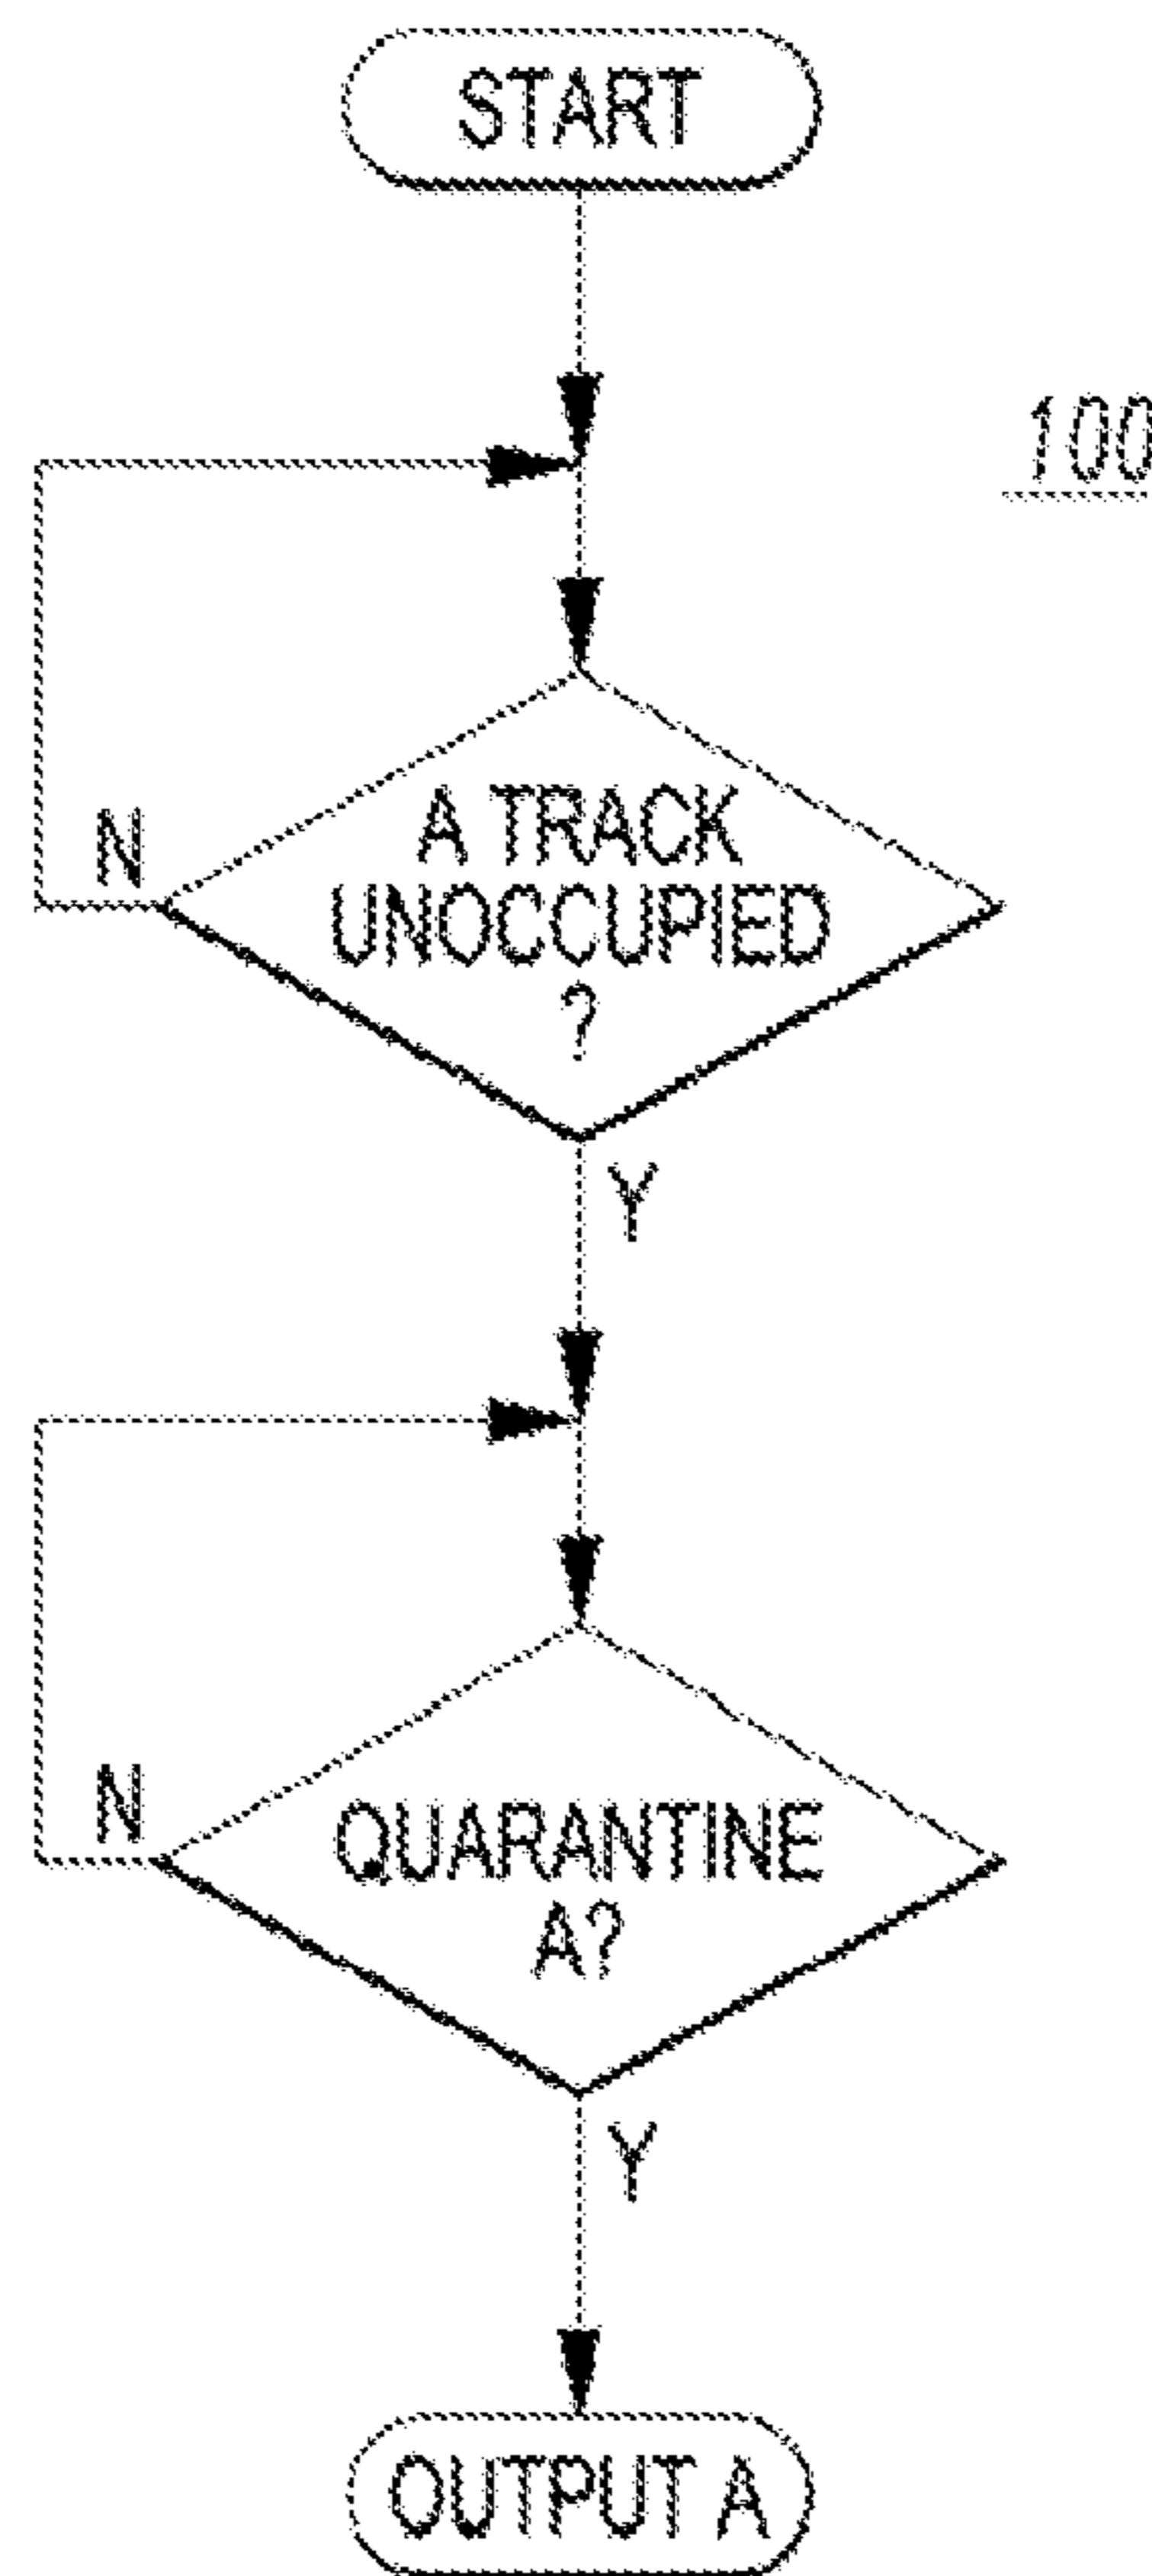 START
100
A TRACK
UNOCCUPIED
?
N
Y
QUARANTINE
A?
N
Y
OUTPUT A